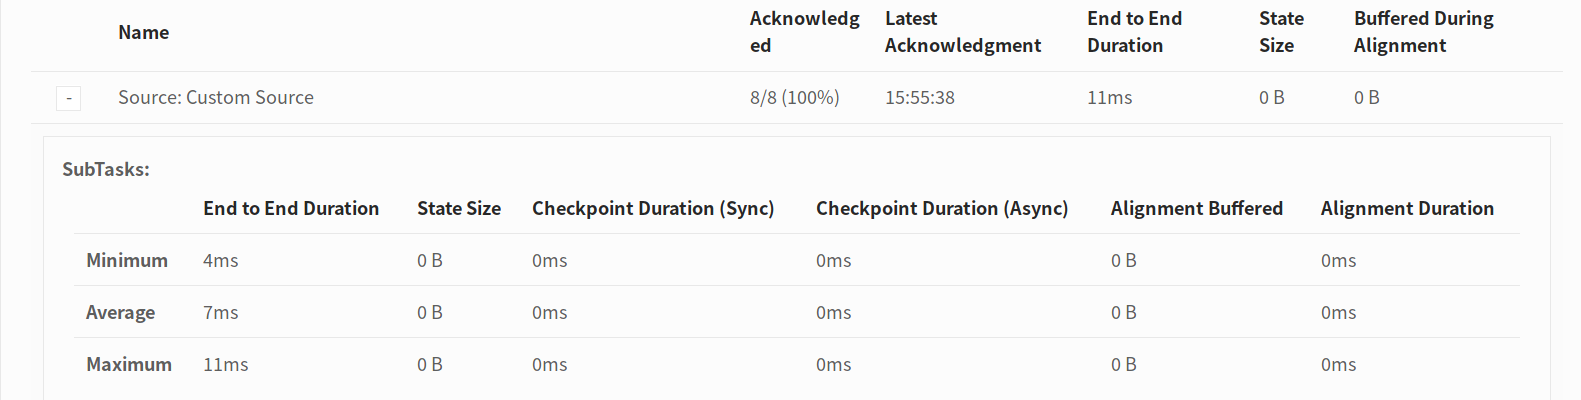 Name Acknowledg Latest End to End State Buffered During
ed Acknowledgment Duration Size Alignment
- Source: Custom Source 8/8 (100%) 15:55:38 11ms 0 B 0 B
SubTasks:
End to End Duration State Size Checkpoint Duration (Sync) Checkpoint Duration (Async) Alignment Buffered Alignment Duration
Minimum 4ms 0 B 0ms 0ms 0 B 0ms
Average 7ms 0 B 0ms 0ms 0 B 0ms
Maximum 11ms 0 B 0ms 0ms 0 B 0ms